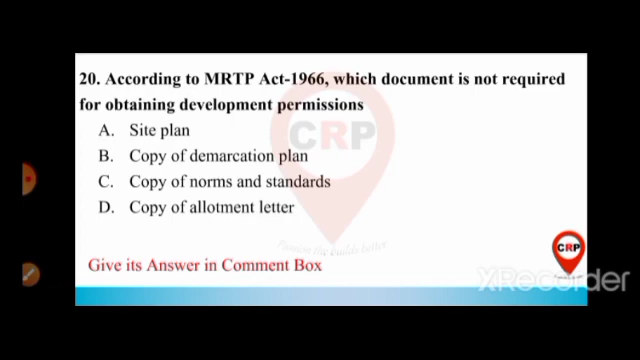 20. According to MRTP Act-1966, which document is not required
for obtaining development permissions
A. Site plan
B. Copy of demarcation plan
C. Copy of norms and standards
D. Copy of allotment letter
CRP
Give its Answer in Comment Box
CRP
XRecorder